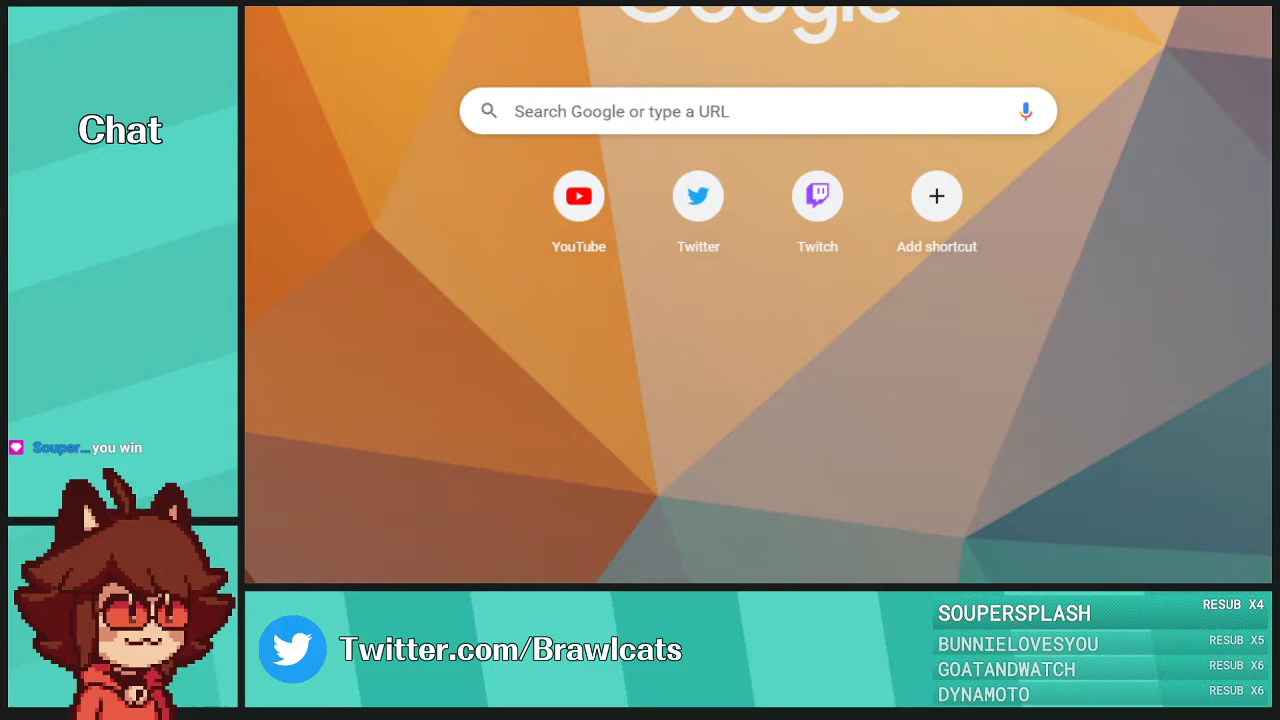 Google
Chat
Search Google or type a URL
YouTube Twitter Twitch Add shortcut
Souper... you win
Twitter.com/Brawlcats
SOUPERSPLASH RESUB X4
BUNNIELOVESYOU RESUB X5
GOATANDWATCH RESUB X6
DYNAMOTO RESUB X6